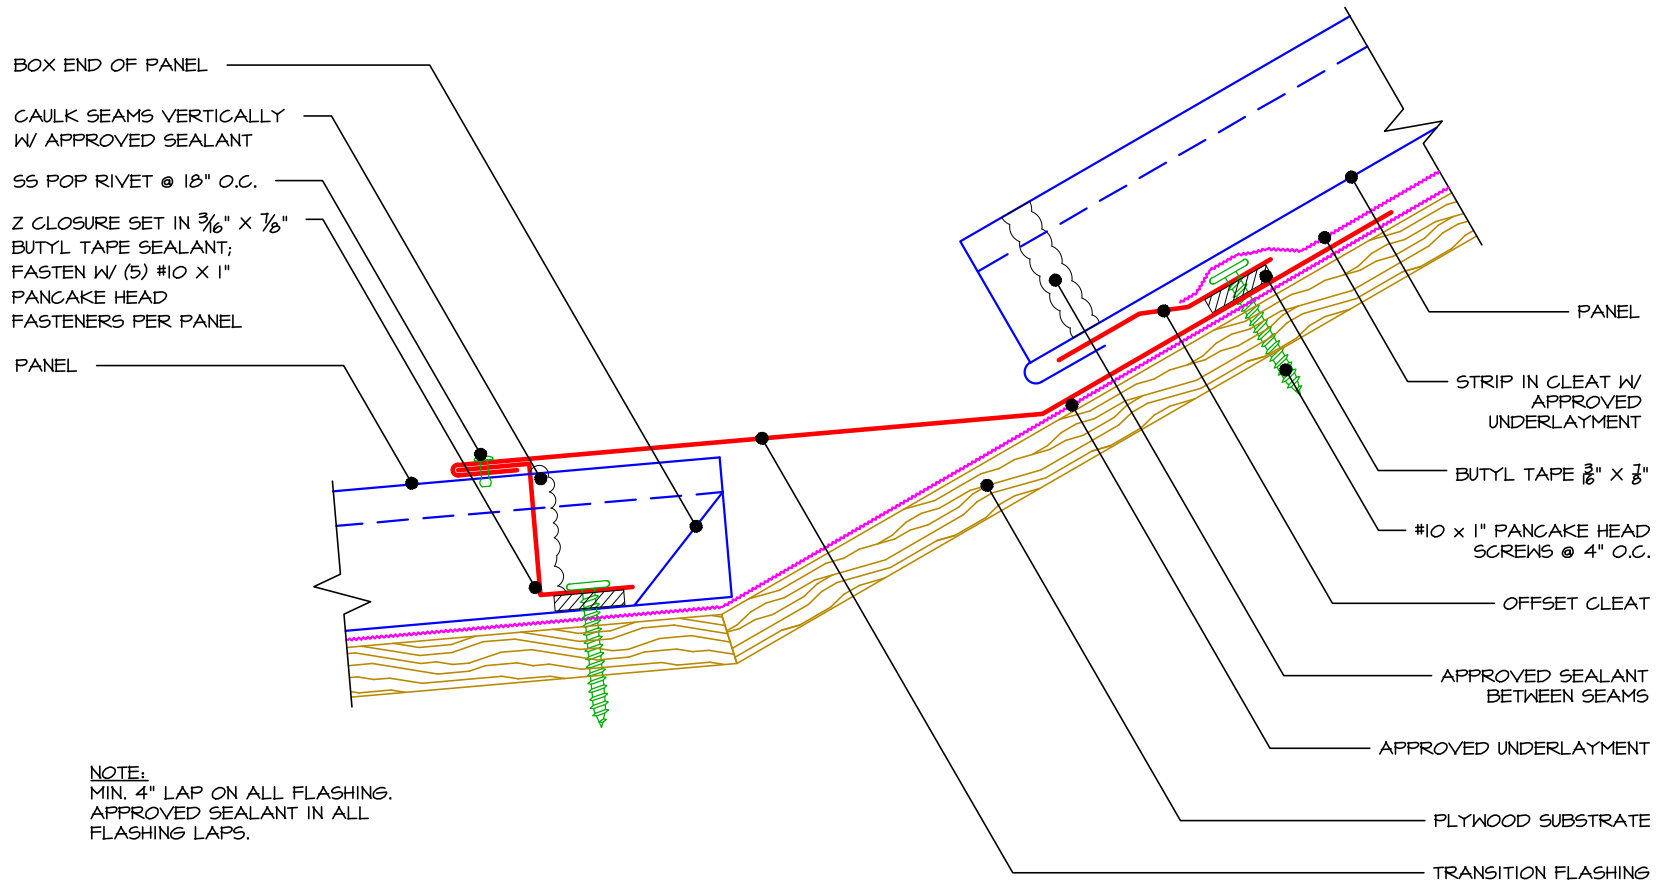 BOX END OF PANEL
CAULK SEAMS VERTICALLY
W/ APPROVED SEALANT
SS POP RIVET @ 18" O.C.
Z CLOSURE SET IN 3/16" X 7/8"
BUTYL TAPE SEALANT;
FASTEN W/ (5) #10 X 1"
PANCAKE HEAD
FASTENERS PER PANEL
PANEL
NOTE:
MIN. 4" LAP ON ALL FLASHING.
APPROVED SEALANT IN ALL
FLASHING LAPS.
PANEL
STRIP IN CLEAT W/
APPROVED
UNDERLAYMENT
BUTYL TAPE 3/16" X 7/8"
#10 X 1" PANCAKE HEAD
SCREWS @ 4" O.C.
OFFSET CLEAT
APPROVED SEALANT
BETWEEN SEAMS
APPROVED UNDERLAYMENT
PLYWOOD SUBSTRATE
TRANSITION FLASHING